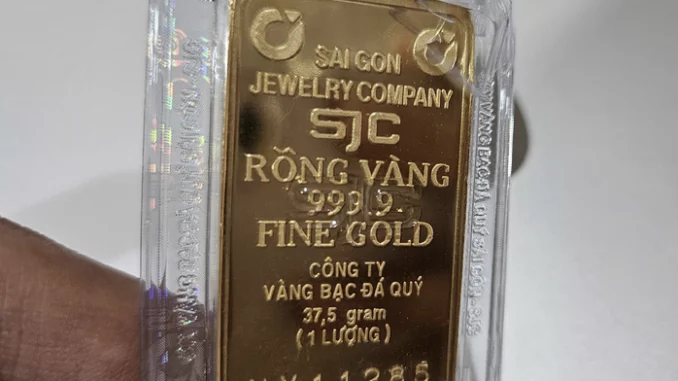 SAI GON
JEWELRY COMPANY
SJC
RỒNG VÀNG
999.9.
FINE GOLD
CÔNG TY
VÀNG BẠC ĐÁ QUÝ
37,5 gram
(1 LƯỢNG)
11285